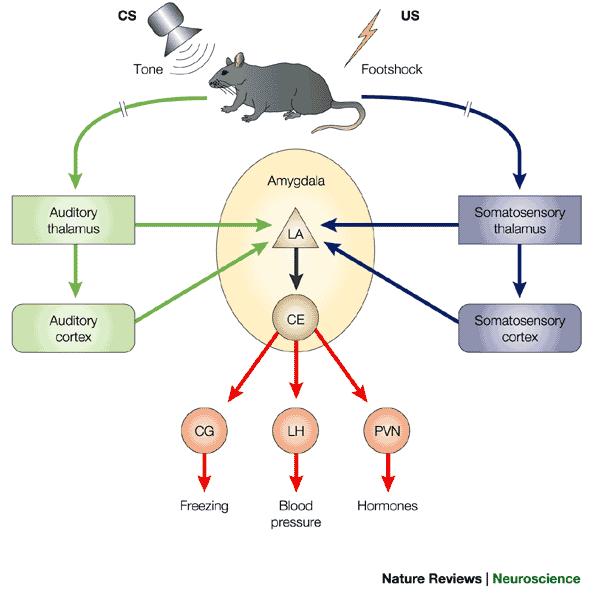 CS
US
Tone
Footshock
Amygdala
Auditory
thalamus
LA
Somatosensory
thalamus
Auditory
cortex
CE
Somatosensory
cortex
CG
LH
PVN
Freezing
Blood
pressure
Hormones
Nature Reviews | Neuroscience